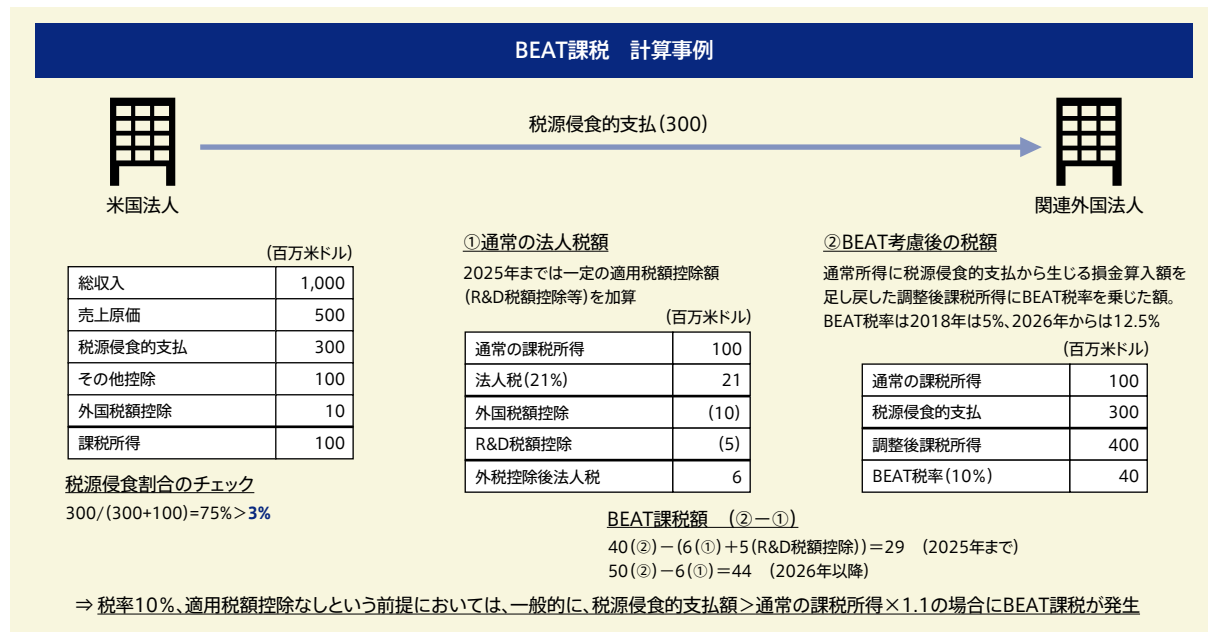 BEAT課税　計算事例
税源侵食的支払(300)
米国法人
関連外国法人
(百万米ドル)
総収入 1,000
売上原価 500
税源侵食的支払 300
その他控除 100
外国税額控除 10
課税所得 100
税源侵食割合のチェック
300/(300+100)=75%>3%
①通常の法人税額
2025年までは一定の適用税額控除額
(R&D税額控除等)を加算
(百万米ドル)
通常の課税所得 100
法人税(21%) 21
外国税額控除 (10)
R&D税額控除 (5)
外税控除後法人税 6
②BEAT考慮後の税額
通常所得に税源侵食的支払から生じる損金算入額を
足し戻した調整後課税所得にBEAT税率を乗じた額。
BEAT税率は2018年は5%、2026年からは12.5%
(百万米ドル)
通常の課税所得 100
税源侵食的支払 300
調整後課税所得 400
BEAT税率(10%) 40
BEAT課税額　(②－①)
40(②)－(6(①)＋5(R&D税額控除))＝29　(2025年まで)
50(②)－6(①)＝44　(2026年以降)
⇒ 税率10%、適用税額控除なしという前提においては、一般的に、税源侵食的支払額＞通常の課税所得×1.1の場合にBEAT課税が発生